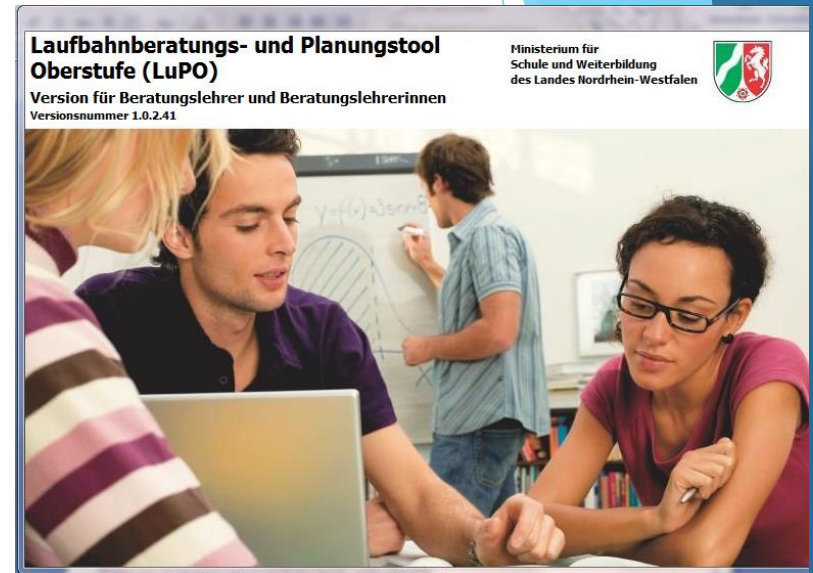 Laufbahnberatungs- und Planungstool
Oberstufe (LuPO)
Version für Beratungslehrer und Beratungslehrerinnen
Versionsnummer 1.0.2.41
Ministerium für
Schule und Weiterbildung
des Landes Nordrhein-Westfalen